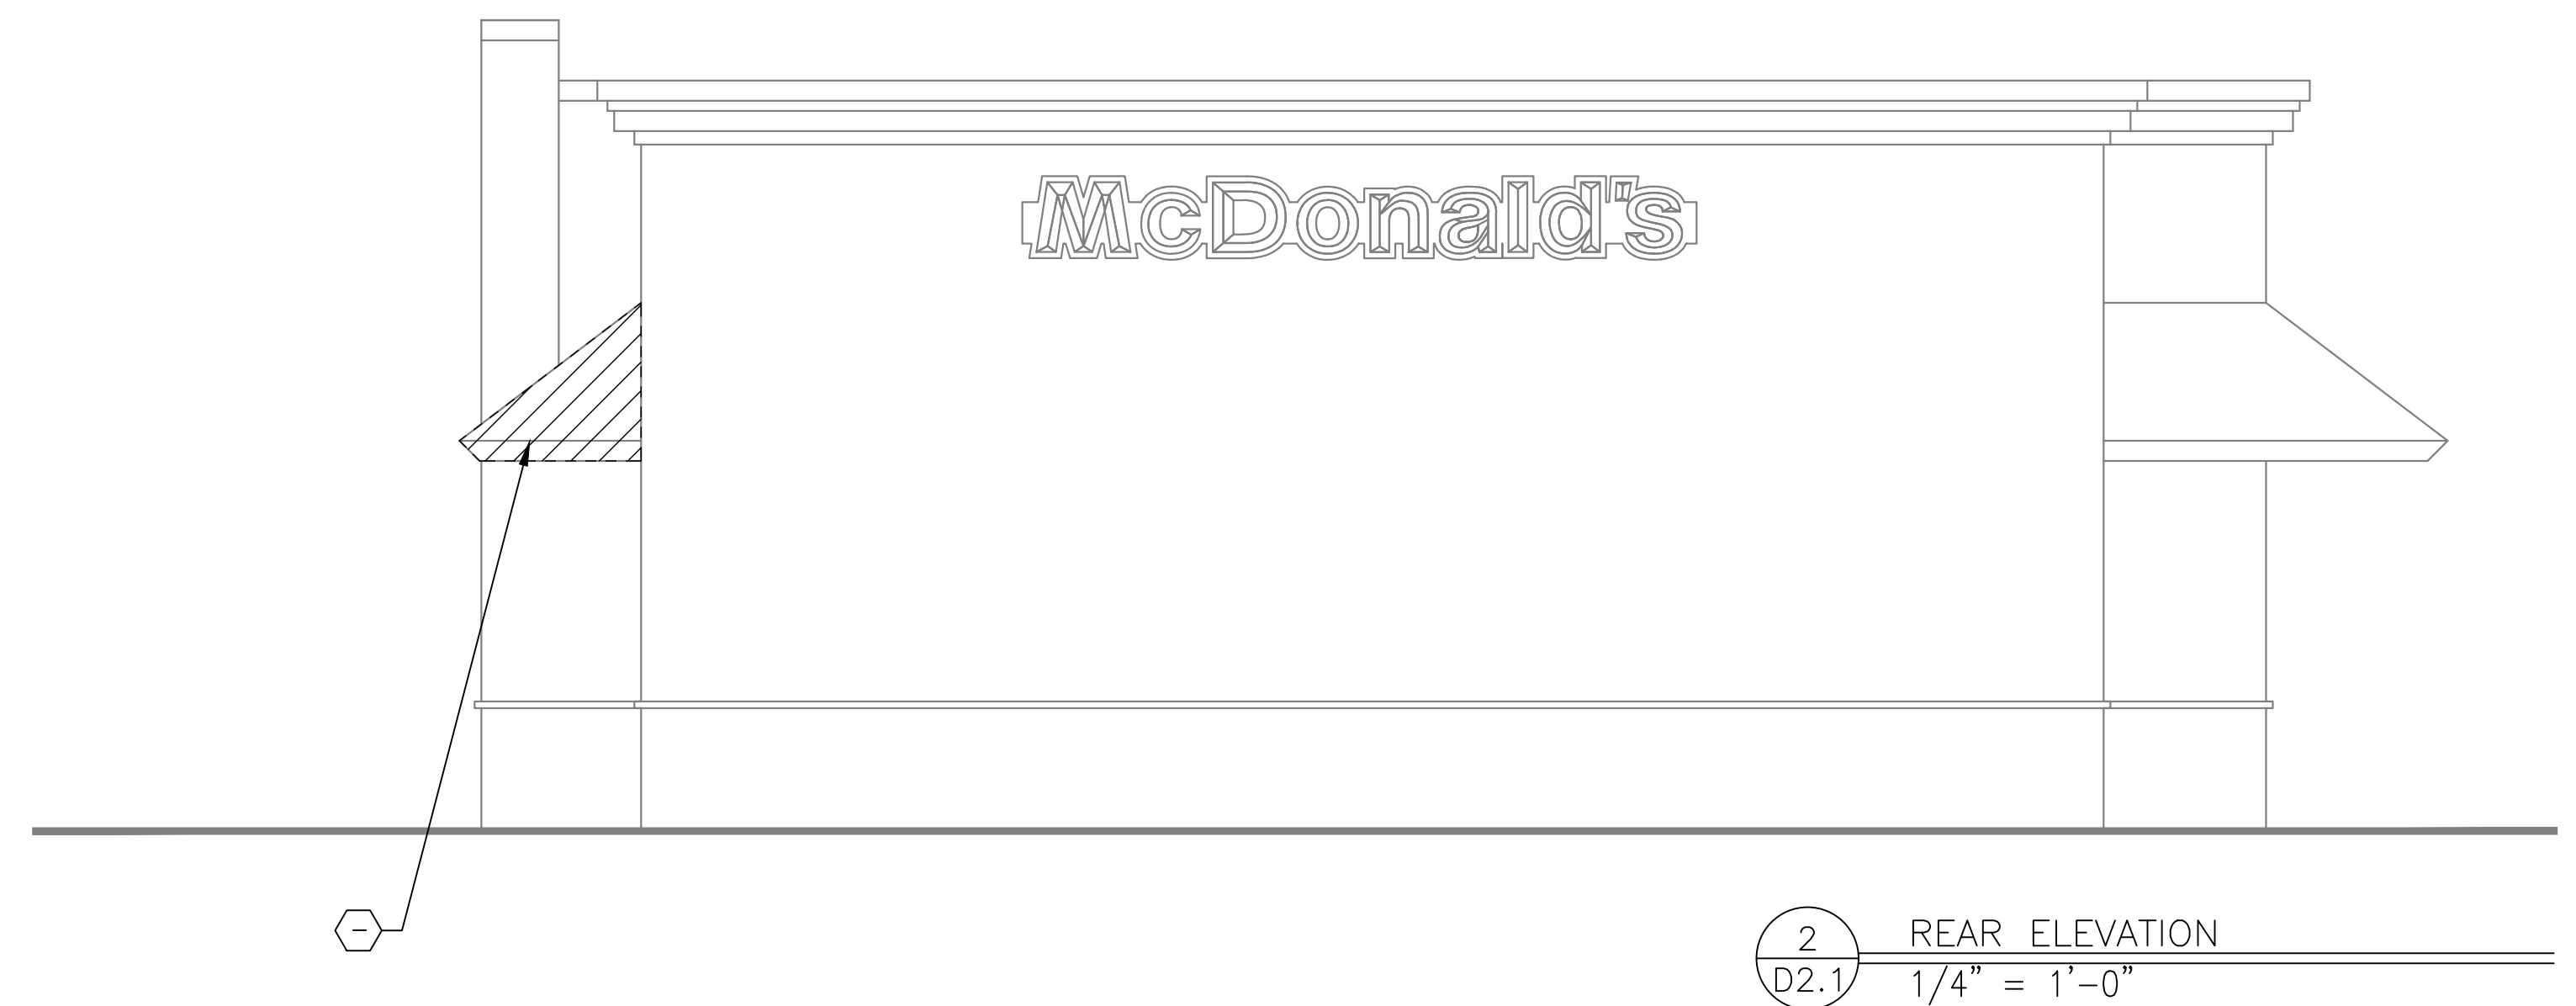 McDonald's
–
2
D2.1
REAR ELEVATION
1/4" = 1'-0"